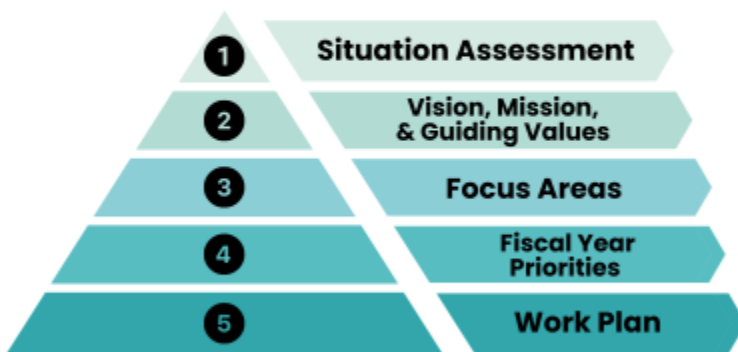 1
Situation Assessment
2
Vision, Mission,
& Guiding Values
3
Focus Areas
4
Fiscal Year
Priorities
5
Work Plan